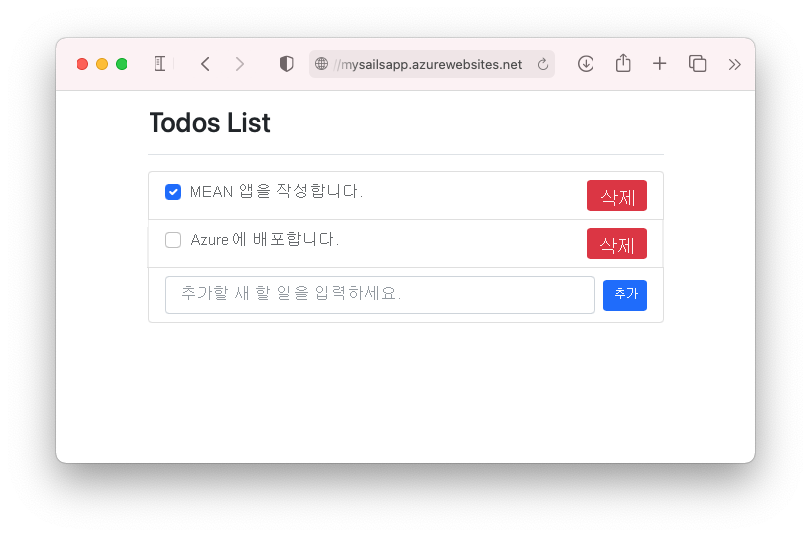 //mysailsapp.azurewebsites.net
Todos List
MEAN 앱을 작성합니다.
삭제
Azure에 배포합니다.
삭제
추가할 새 할 일을 입력하세요.
추가